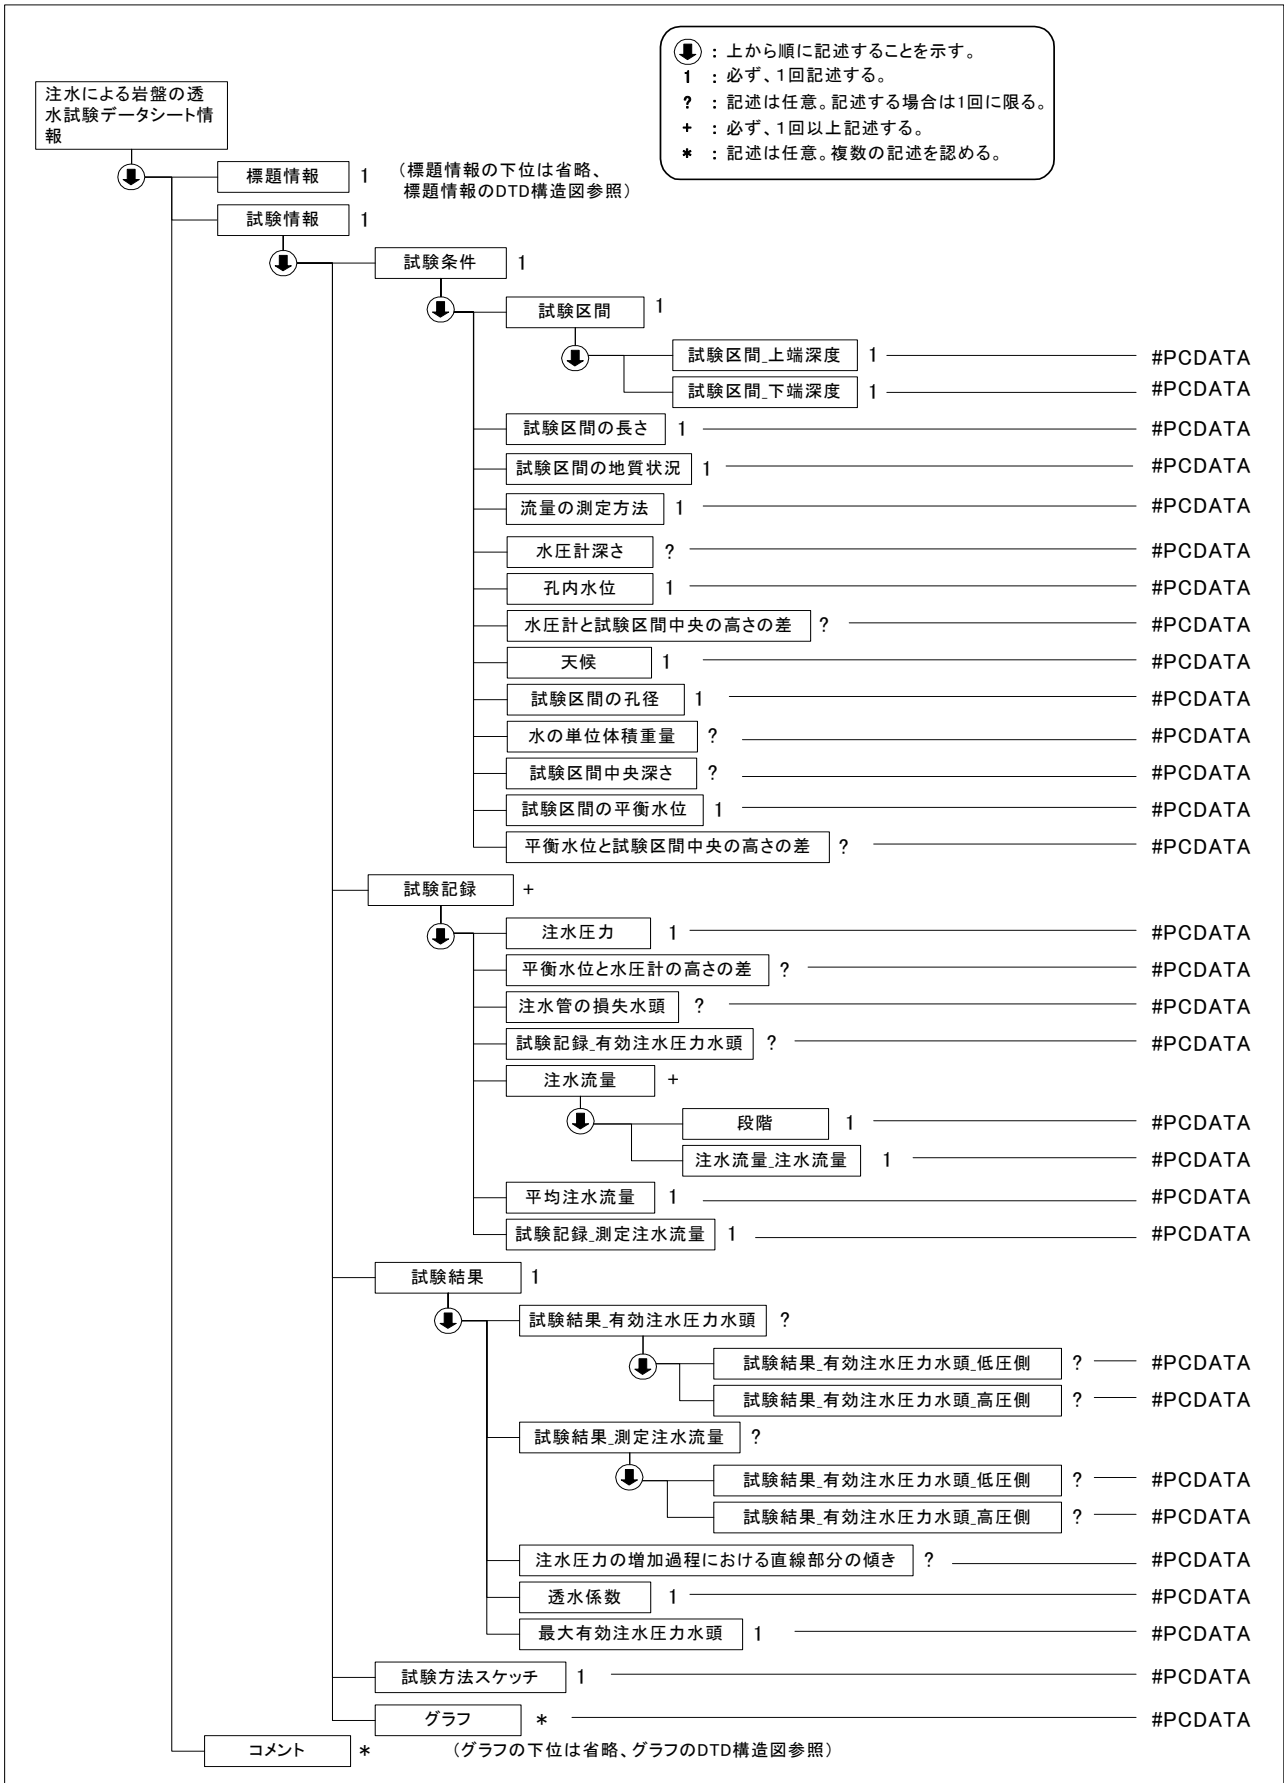 ：上から順に記述することを示す。
1 ：必ず、1回記述する。
? ：記述は任意。記述する場合は1回に限る。
+ ：必ず、1回以上記述する。
* ：記述は任意。複数の記述を認める。
注水による岩盤の透
水試験データシート情
報
標題情報 1 （標題情報の下位は省略、
標題情報のDTD構造図参照）
試験情報 1
試験条件 1
試験区間 1
試験区間_上端深度 1 #PCDATA
試験区間_下端深度 1 #PCDATA
試験区間の長さ 1 #PCDATA
試験区間の地質状況 1 #PCDATA
流量の測定方法 1 #PCDATA
水圧計深さ ? #PCDATA
孔内水位 1 #PCDATA
水圧計と試験区間中央の高さの差 ? #PCDATA
天候 1 #PCDATA
試験区間の孔径 1 #PCDATA
水の単位体積重量 ? #PCDATA
試験区間中央深さ ? #PCDATA
試験区間の平衡水位 1 #PCDATA
平衡水位と試験区間中央の高さの差 ? #PCDATA
試験記録 +
注水圧力 1 #PCDATA
平衡水位と水圧計の高さの差 ? #PCDATA
注水管の損失水頭 ? #PCDATA
試験記録_有効注水圧力水頭 ? #PCDATA
注水流量 +
段階 1 #PCDATA
注水流量_注水流量 1 #PCDATA
平均注水流量 1 #PCDATA
試験記録_測定注水流量 1 #PCDATA
試験結果 1
試験結果_有効注水圧力水頭 ?
試験結果_有効注水圧力水頭_低圧側 ? #PCDATA
試験結果_有効注水圧力水頭_高圧側 ? #PCDATA
試験結果_測定注水流量 ?
試験結果_有効注水圧力水頭_低圧側 ? #PCDATA
試験結果_有効注水圧力水頭_高圧側 ? #PCDATA
注水圧力の増加過程における直線部分の傾き ? #PCDATA
透水係数 1 #PCDATA
最大有効注水圧力水頭 1 #PCDATA
試験方法スケッチ 1 #PCDATA
グラフ * #PCDATA
コメント * （グラフの下位は省略、グラフのDTD構造図参照）